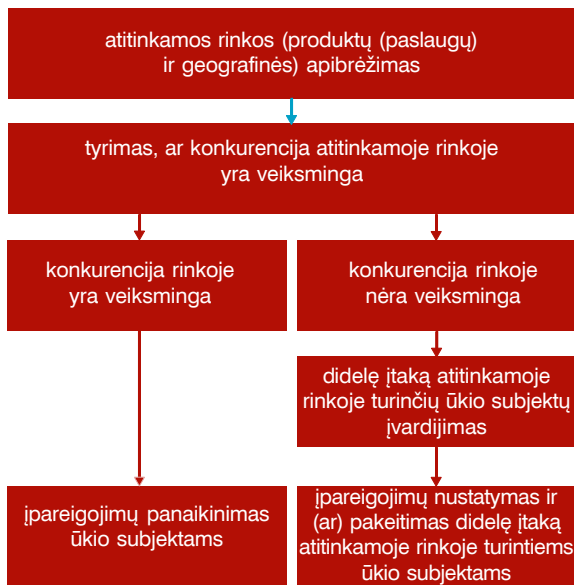 atitinkamos rinkos (produktų (paslaugų)
ir geografinės) apibrėžimas
tyrimas, ar konkurencija atitinkamoje rinkoje
yra veiksminga
konkurencija rinkoje
yra veiksminga
konkurencija rinkoje
nėra veiksminga
didelę įtaką atitinkamoje
rinkoje turinčių ūkio subjektų
įvardijimas
įpareigojimų panaikinimas
ūkio subjektams
įpareigojimų nustatymas ir
(ar) pakeitimas didelę įtaką
atitinkamoje rinkoje turintiems
ūkio subjektams